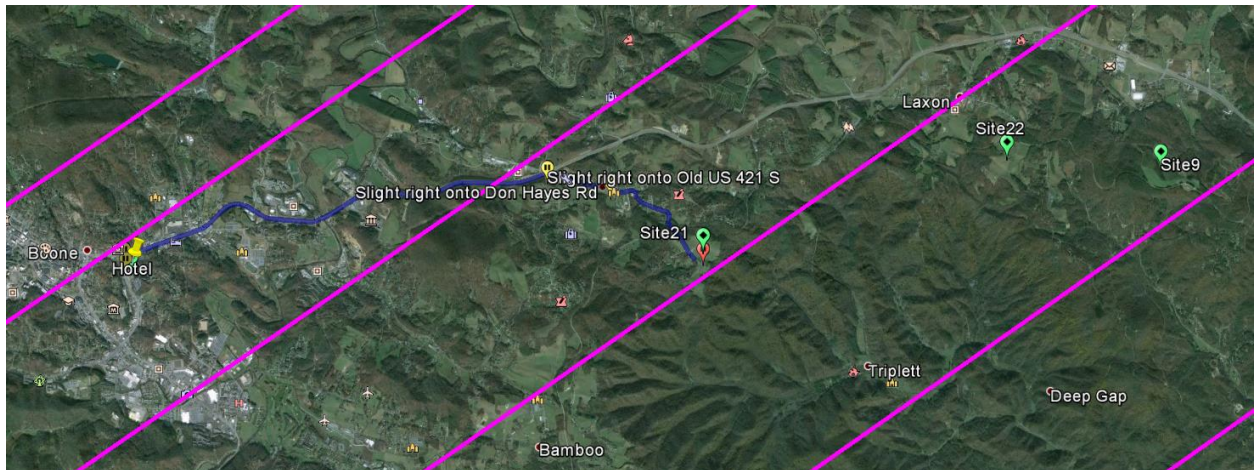 Laxon
Site22
Site9
Slight right onto Old US 421 S
Slight right onto Don Hayes Rd
Site21
Boone
Hotel
Triplett
Deep Gap
Bamboo